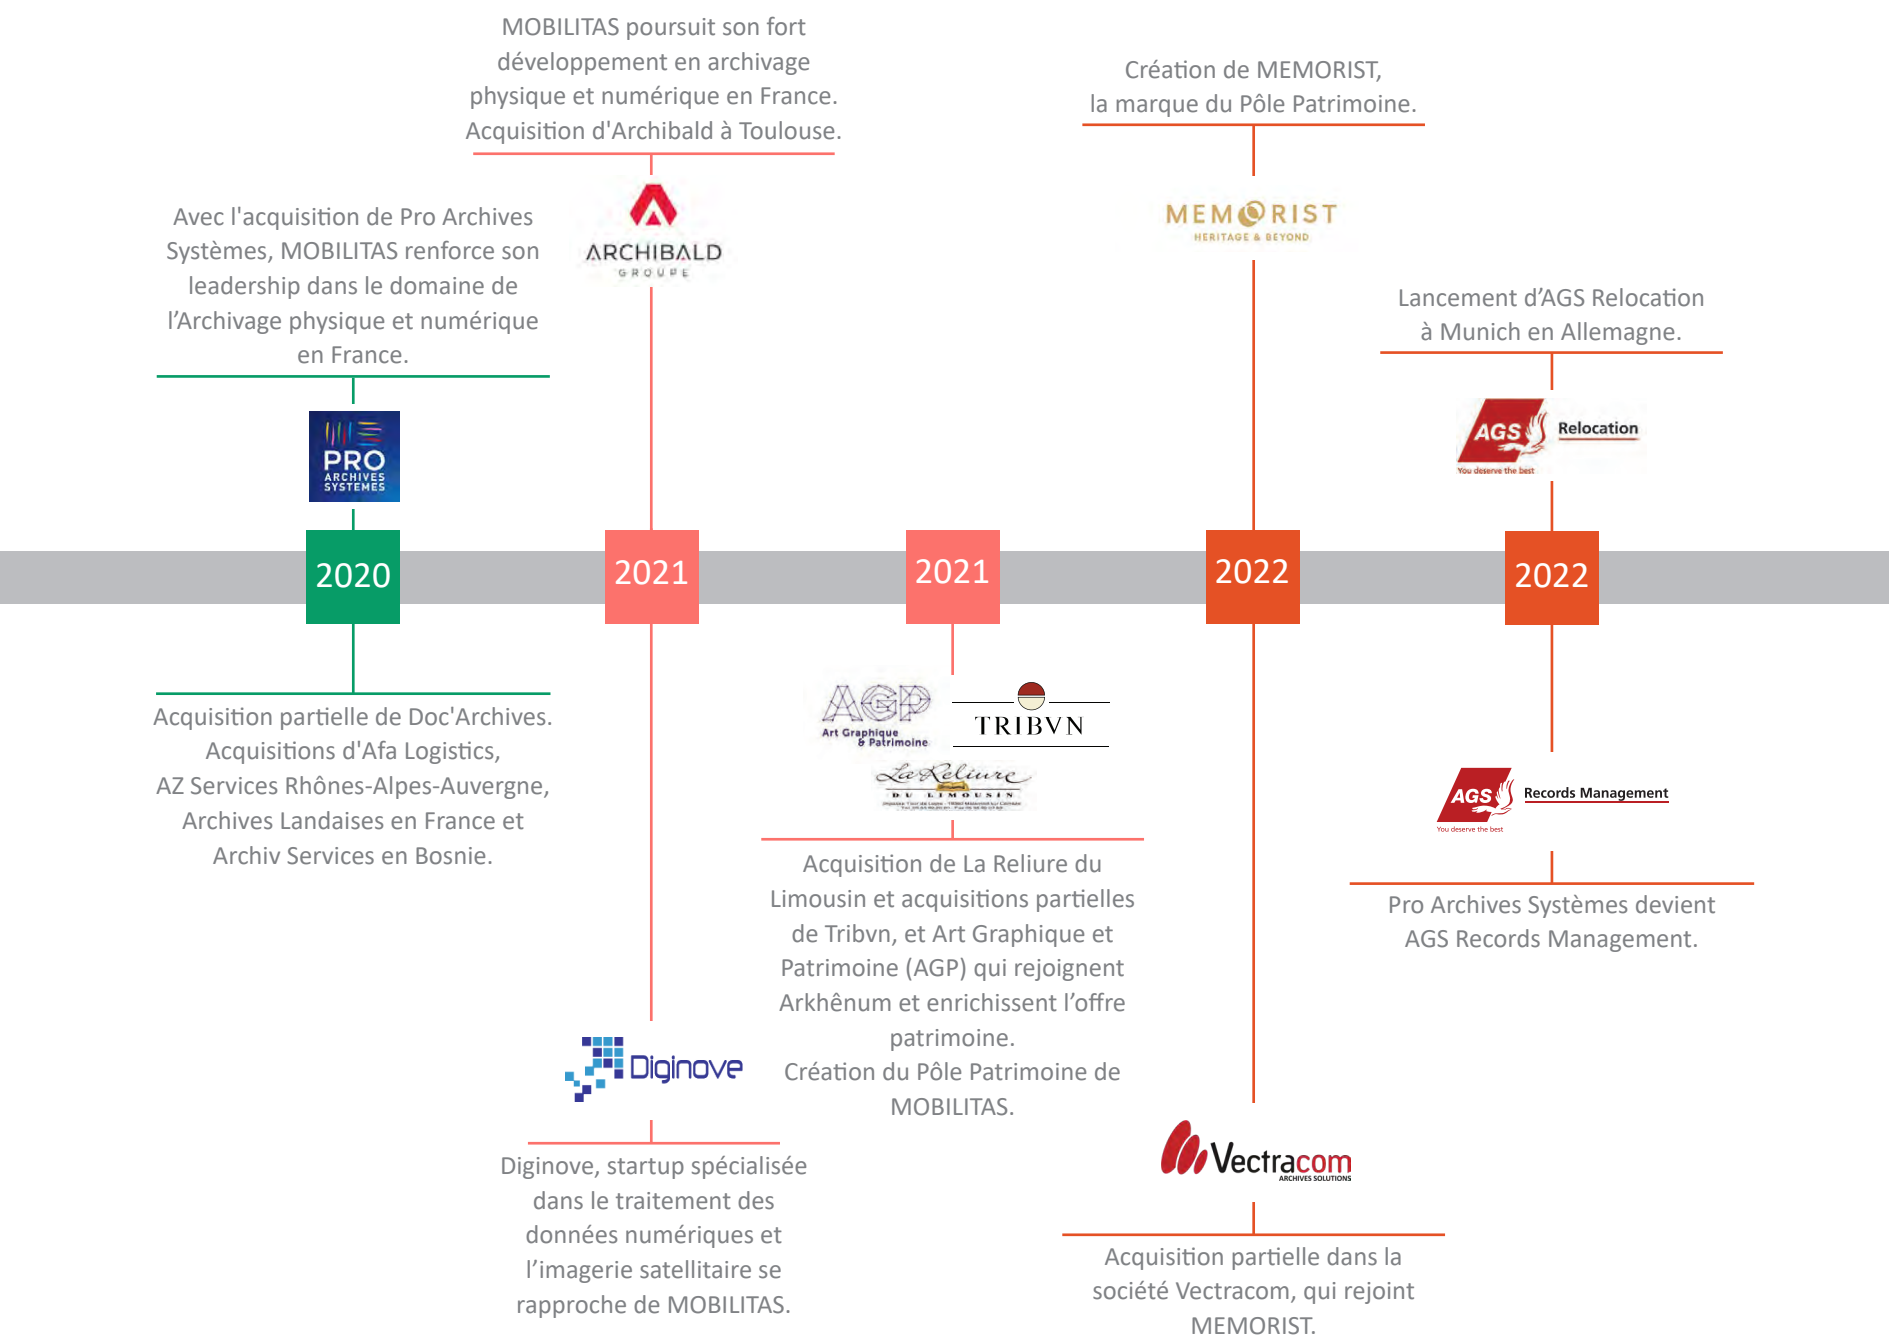 MOBILITAS poursuit son fort
développement en archivage
physique et numérique en France.
Acquisition d'Archibald à Toulouse.
ARCHIBALD
GROUPE
Création de MEMORIST,
la marque du Pôle Patrimoine.
MEMORIST
HERITAGE & BEYOND
Avec l'acquisition de Pro Archives
Systèmes, MOBILITAS renforce son
leadership dans le domaine de
l’Archivage physique et numérique
en France.
PRO
ARCHIVES
SYSTEMES
Lancement d’AGS Relocation
à Munich en Allemagne.
AGS
Relocation
You deserve the best
2020
2021
2021
2022
2022
Acquisition partielle de Doc'Archives.
Acquisitions d'Afa Logistics,
AZ Services Rhônes-Alpes-Auvergne,
Archives Landaises en France et
Archiv Services en Bosnie.
Diginove
Diginove, startup spécialisée
dans le traitement des
données numériques et
l’imagerie satellitaire se
rapproche de MOBILITAS.
AGP
Art Graphique
& Patrimoine
TRIBVN
La Reliure
DU LIMOUSIN
Acquisition de La Reliure du
Limousin et acquisitions partielles
de Tribvn, et Art Graphique et
Patrimoine (AGP) qui rejoignent
Arkhênum et enrichissent l’offre
patrimoine.
Création du Pôle Patrimoine de
MOBILITAS.
Vectracom
ARCHIVES SOLUTIONS
Acquisition partielle dans la
société Vectracom, qui rejoint
MEMORIST.
AGS
Records Management
You deserve the best
Pro Archives Systèmes devient
AGS Records Management.